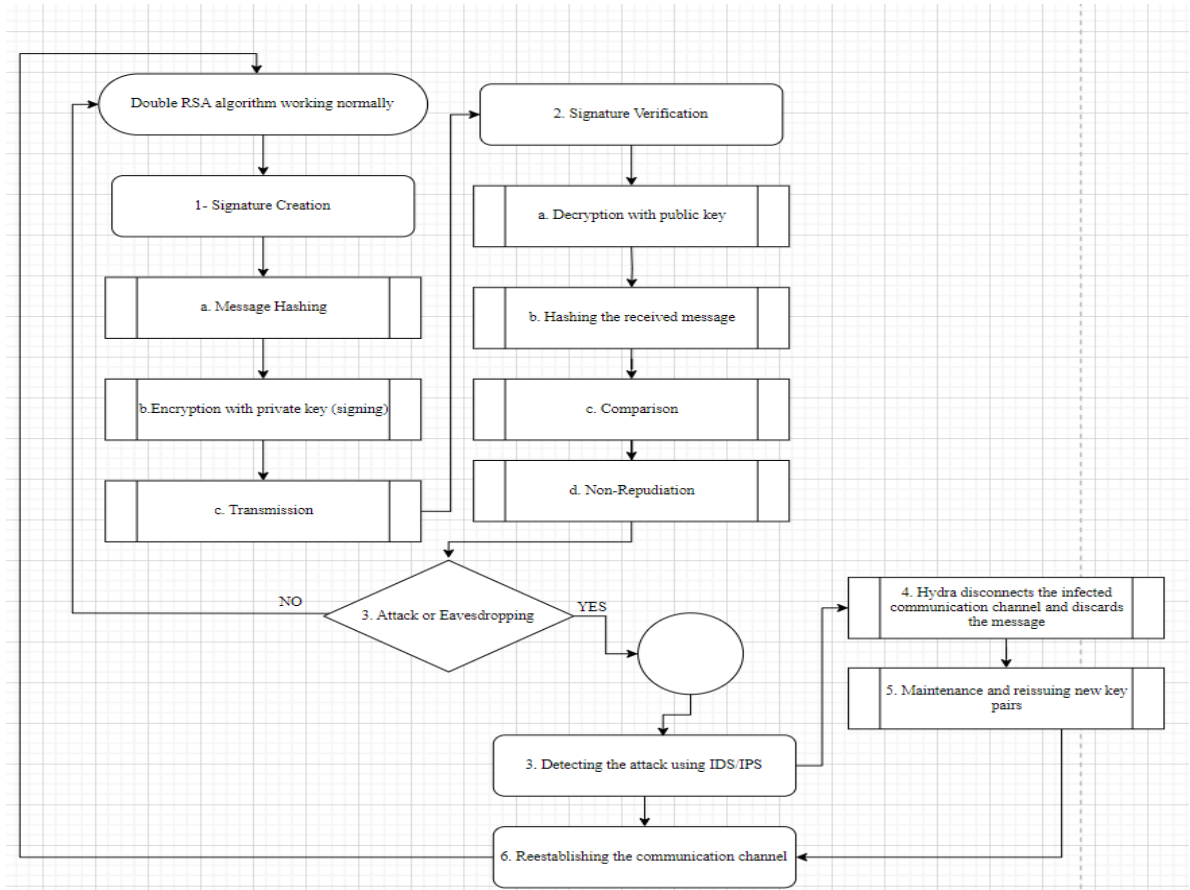 Double RSA algorithm working normally
1- Signature Creation
a. Message Hashing
b.Encryption with private key (signing)
c. Transmission
2. Signature Verification
a. Decryption with public key
b. Hashing the received message
c. Comparison
d. Non-Repudiation
3. Attack or Eavesdropping
NO
YES
3. Detecting the attack using IDS/IPS
4. Hydra disconnects the infected
communication channel and discards
the message
5. Maintenance and reissuing new key
pairs
6. Reestablishing the communication channel